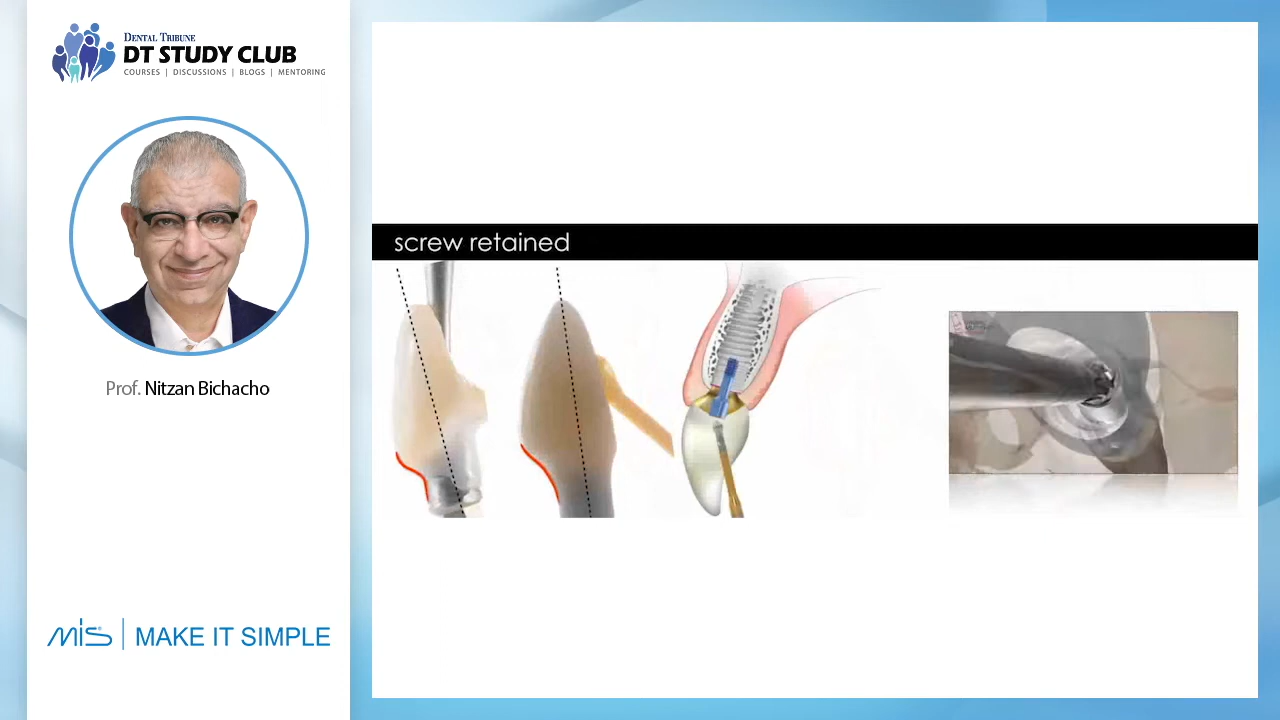 DENTAL TRIBUNE
DT STUDY CLUB
COURSES | DISCUSSIONS | BLOGS | MENTORING
Prof. Nitzan Bichacho
mis® | MAKE IT SIMPLE
screw retained